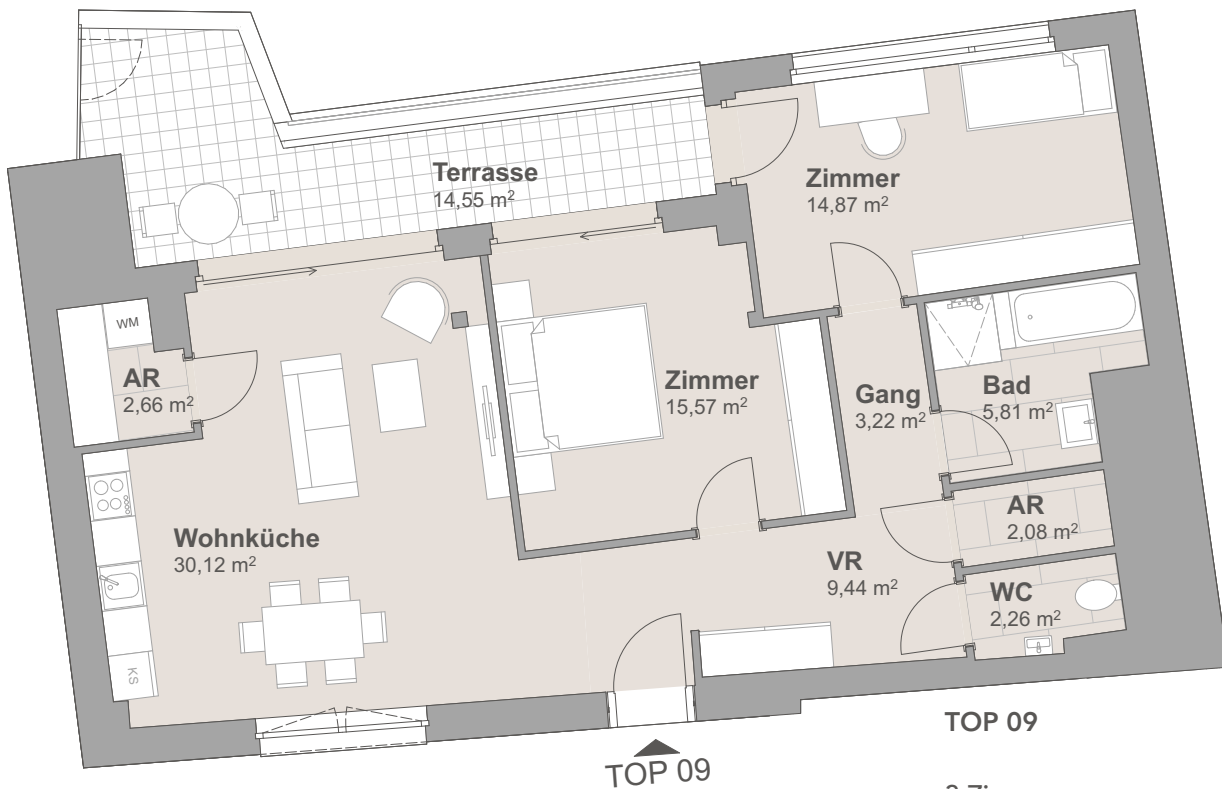 Terrasse
14,55 m²
Zimmer
14,87 m²
WM
AR
2,66 m²
Zimmer
15,57 m²
Gang
3,22 m²
Bad
5,81 m²
Wohnküche
30,12 m²
AR
2,08 m²
VR
9,44 m²
WC
2,26 m²
KS
TOP 09
TOP 09